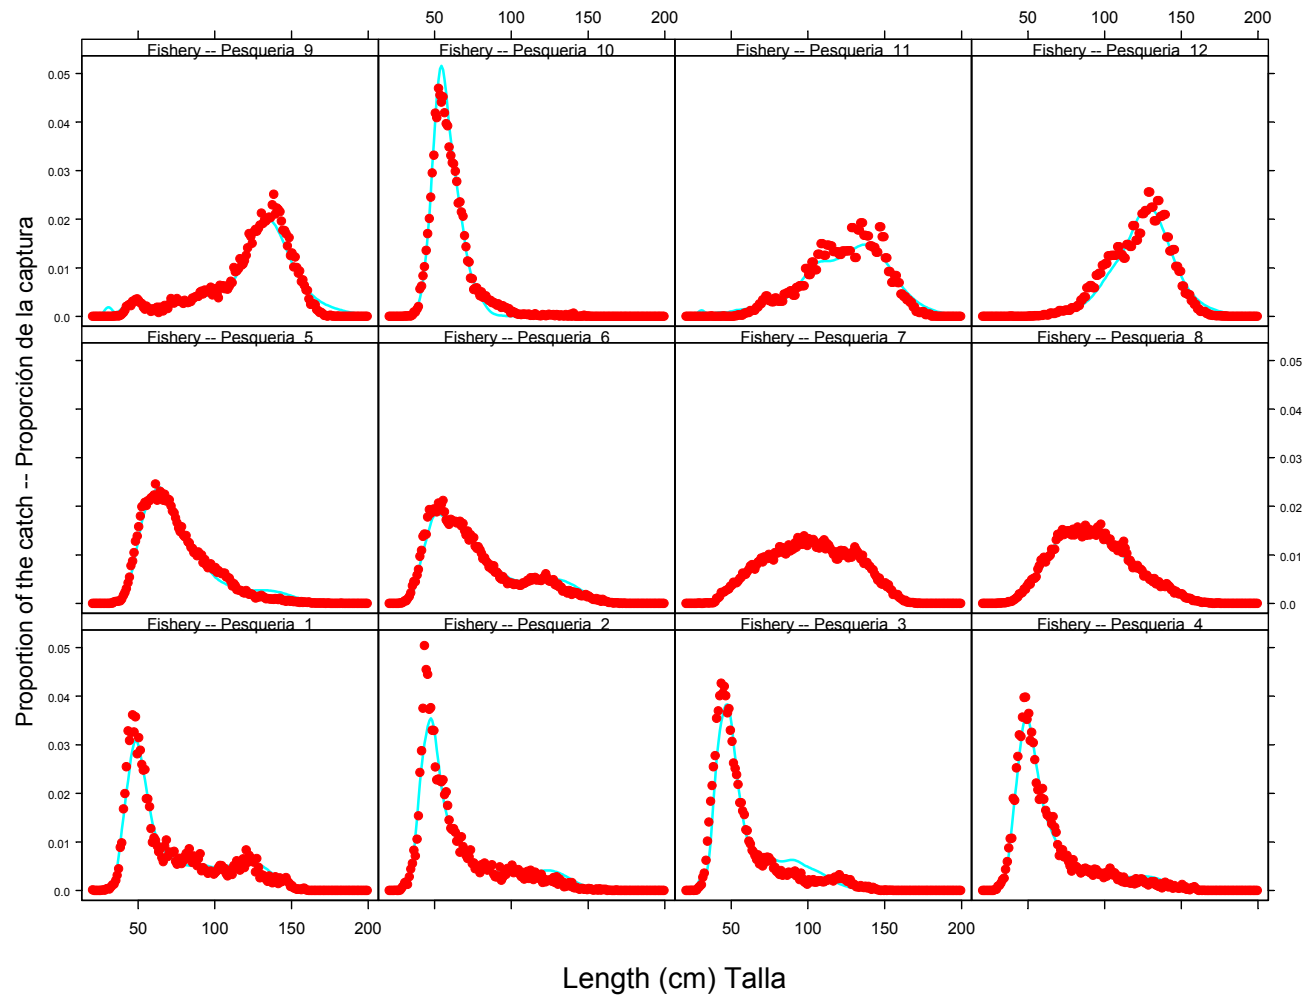 50 100 150 200 50 100 150 200
Fishery -- Pesqueria 9 Fishery -- Pesqueria 10 Fishery -- Pesqueria 11 Fishery -- Pesqueria 12
0.05
0.04
0.03
0.02
0.01
0.0
Fishery -- Pesqueria 5 Fishery -- Pesqueria 6 Fishery -- Pesqueria 7 Fishery -- Pesqueria 8
0.05
0.04
0.03
0.02
0.01
0.0
Fishery -- Pesqueria 1 Fishery -- Pesqueria 2 Fishery -- Pesqueria 3 Fishery -- Pesqueria 4
0.05
0.04
0.03
0.02
0.01
0.0
50 100 150 200 50 100 150 200
Proportion of the catch -- Proporción de la captura
Length (cm) Talla